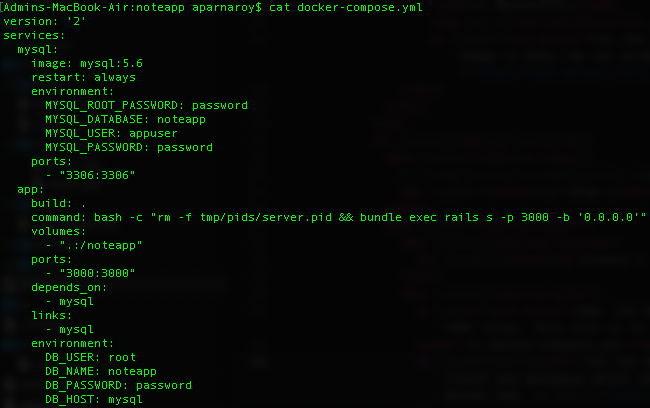 [Admins-MacBook-Air:noteapp aparnaroy$ cat docker-compose.yml
version: '2'
services:
  mysql:
    image: mysql:5.6
    restart: always
    environment:
      MYSQL_ROOT_PASSWORD: password
      MYSQL_DATABASE: noteapp
      MYSQL_USER: appuser
      MYSQL_PASSWORD: password
    ports:
      - "3306:3306"
  app:
    build: .
    command: bash -c "rm -f tmp/pids/server.pid && bundle exec rails s -p 3000 -b '0.0.0.0'"
    volumes:
      - ".:/noteapp"
    ports:
      - "3000:3000"
    depends_on:
      - mysql
    links:
      - mysql
    environment:
      DB_USER: root
      DB_NAME: noteapp
      DB_PASSWORD: password
      DB_HOST: mysql